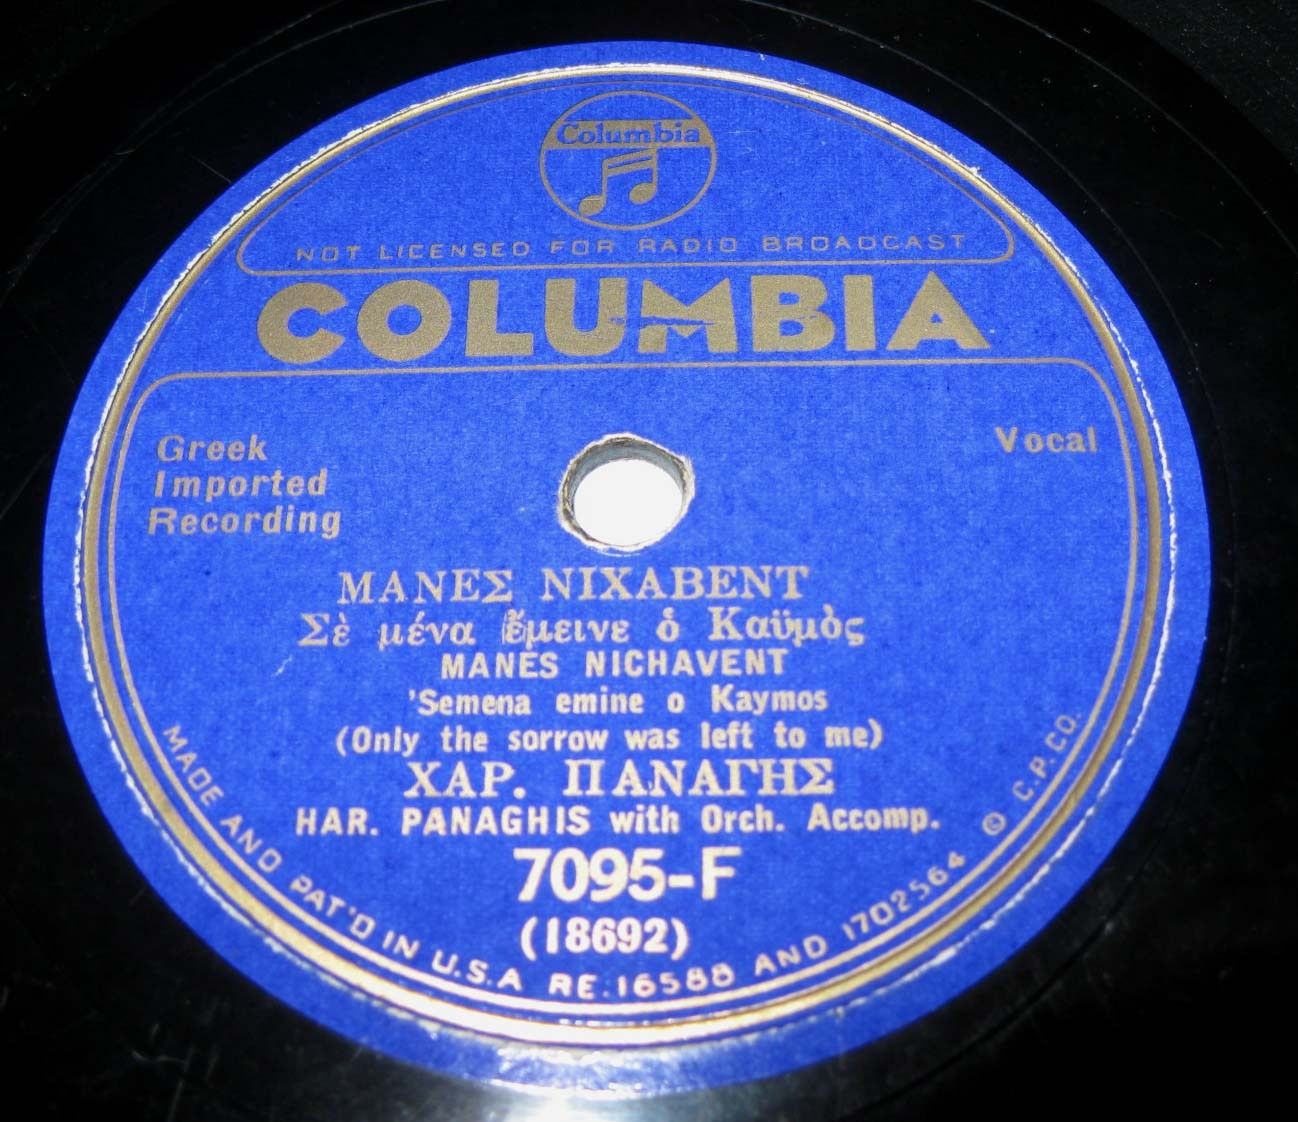 Columbia
NOT LICENSED FOR RADIO BROADCAST
COLUMBIA
Greek
Imported
Recording
Vocal
ΜΑΝΕΣ ΝΙΧΑΒΕΝΤ
Σὲ μένα ἔμεινε ὁ Καϋμὸς
MANES NICHAVENT
'Semena emine o Kaymos
(Only the sorrow was left to me)
ΧΑΡ. ΠΑΝΑΓΗΣ
HAR. PANAGHIS with Orch. Accomp.
7095-F
(18692)
MADE AND PAT'D IN U.S.A RE.16588 AND 1702564 © C.P.CO.